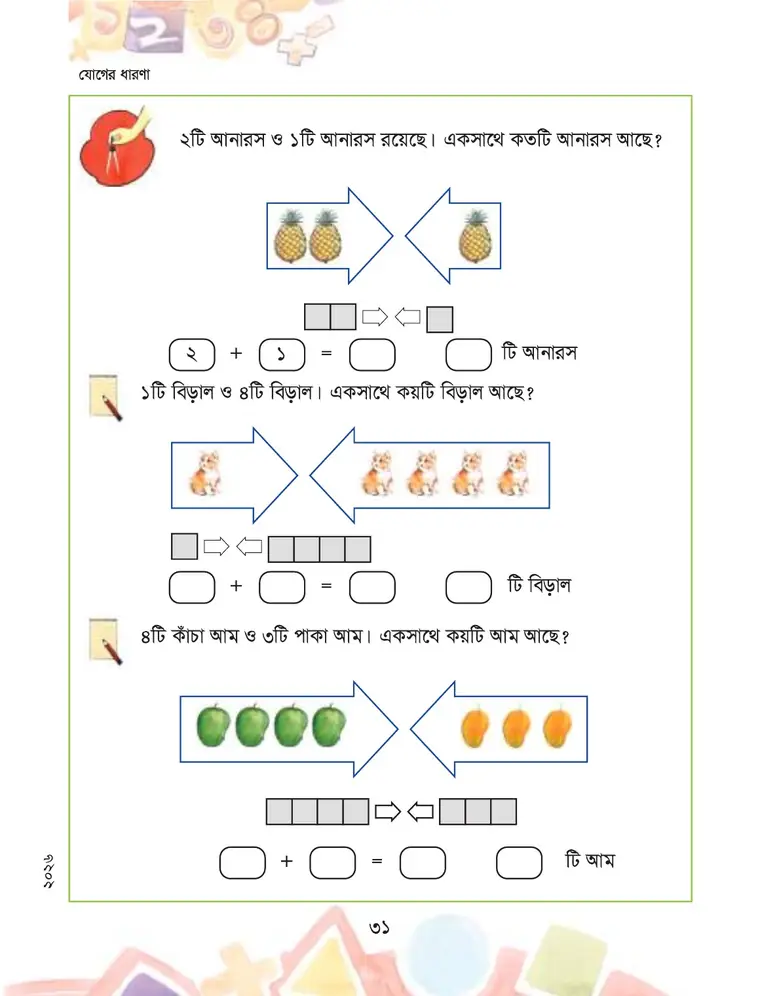 যোগের ধারণা
২টি আনারস ও ১টি আনারস রয়েছে। একসাথে কতটি আনারস আছে?
২ + ১ = টি আনারস
১টি বিড়াল ও ৪টি বিড়াল। একসাথে কয়টি বিড়াল আছে?
+ = টি বিড়াল
৪টি কাঁচা আম ও ৩টি পাকা আম। একসাথে কয়টি আম আছে?
+ = টি আম
২০২৬
৩১